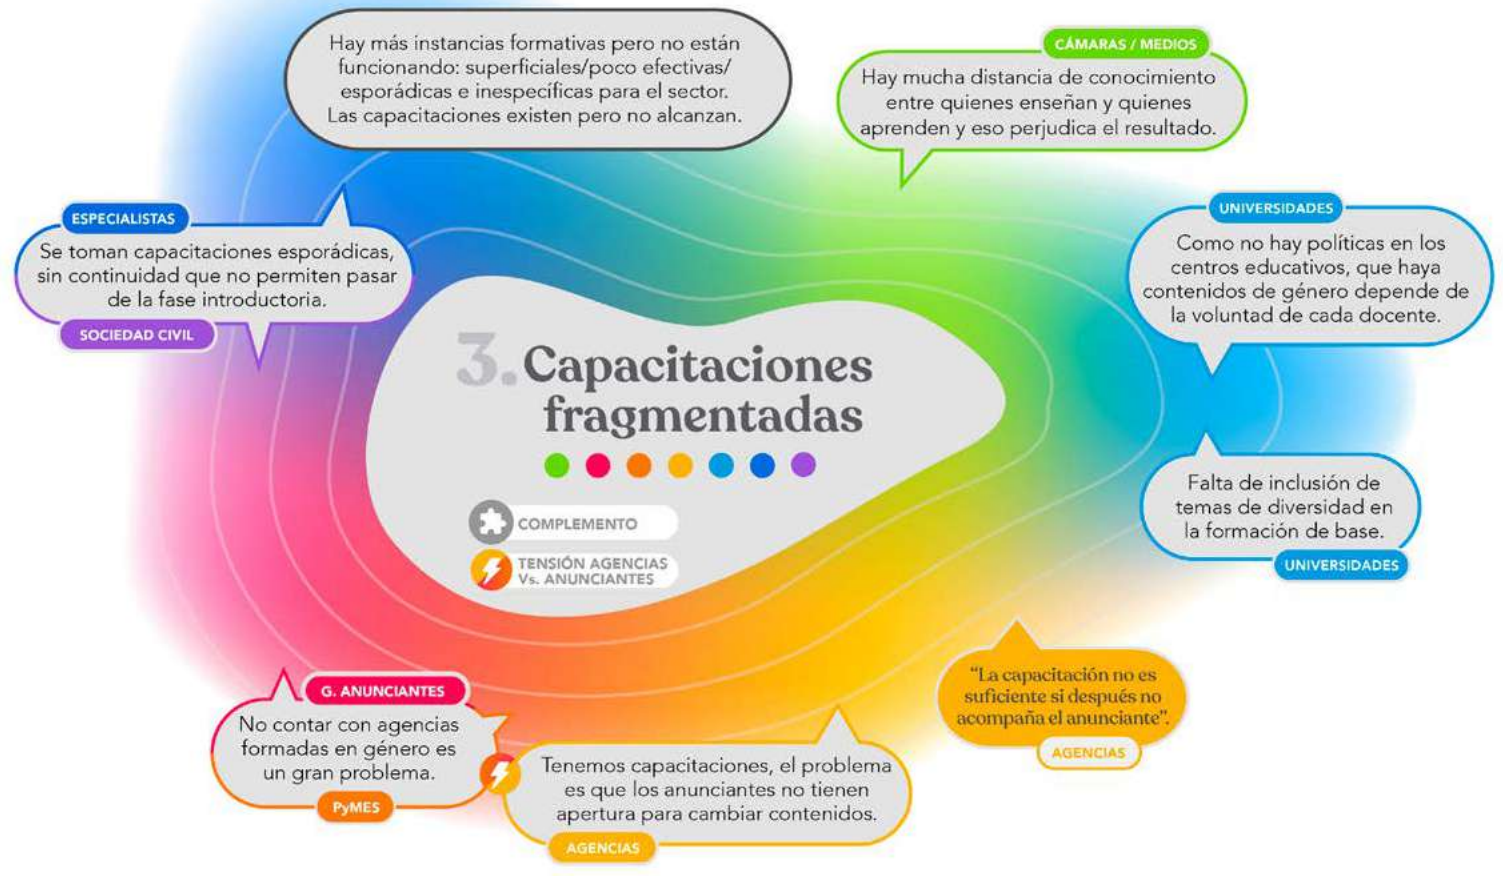 Hay más instancias formativas pero no están
funcionando: superficiales/poco efectivas/
esporádicas e inespecíficas para el sector.
Las capacitaciones existen pero no alcanzan.
CÁMARAS / MEDIOS
Hay mucha distancia de conocimiento
entre quienes enseñan y quienes
aprenden y eso perjudica el resultado.
ESPECIALISTAS
Se toman capacitaciones esporádicas,
sin continuidad que no permiten pasar
de la fase introductoria.
SOCIEDAD CIVIL
UNIVERSIDADES
Como no hay políticas en los
centros educativos, que haya
contenidos de género depende de
la voluntad de cada docente.
3. Capacitaciones
fragmentadas
COMPLEMENTO
TENSIÓN AGENCIAS
Vs. ANUNCIANTES
Falta de inclusión de
temas de diversidad en
la formación de base.
UNIVERSIDADES
"La capacitación no es
suficiente si después no
acompaña el anunciante".
AGENCIAS
G. ANUNCIANTES
No contar con agencias
formadas en género es
un gran problema.
PyMES
Tenemos capacitaciones, el problema
es que los anunciantes no tienen
apertura para cambiar contenidos.
AGENCIAS